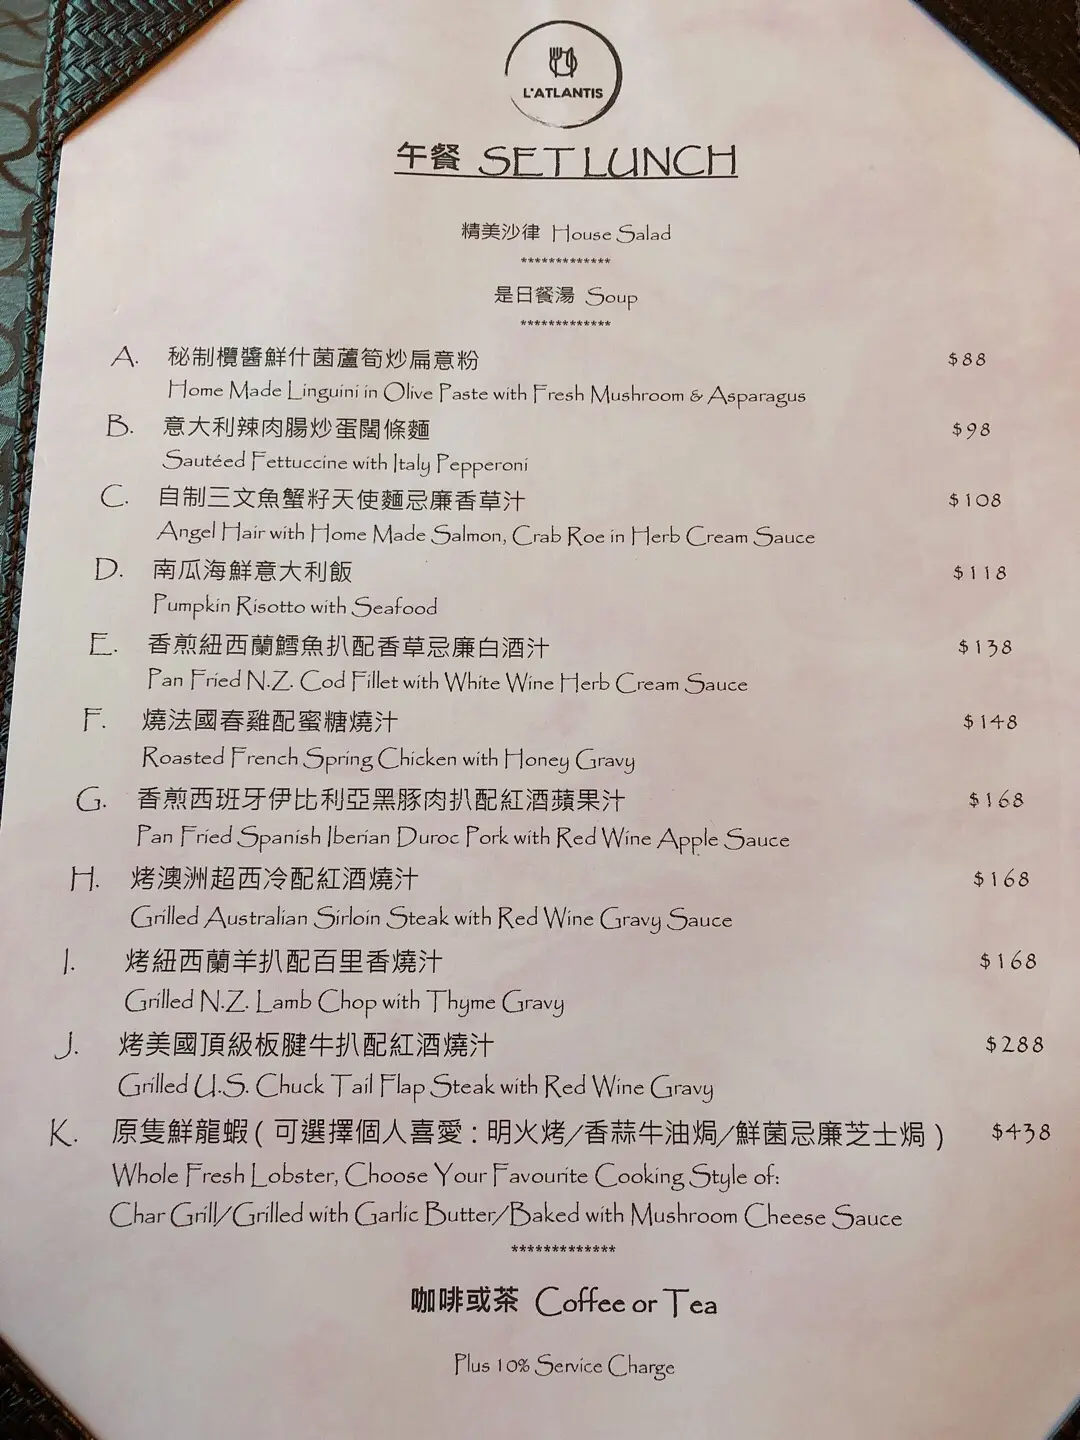 L'ATLANTIS
午餐 SET LUNCH
精美沙律 House Salad
*************
是日餐湯 Soup
*************
A. 秘制欖醬鮮什菌蘆筍炒扁意粉 $88
Home Made Linguini in Olive Paste with Fresh Mushroom & Asparagus
B. 意大利辣肉腸炒蛋闊條麵 $98
Sautéed Fettuccine with Italy Pepperoni
C. 自制三文魚蟹籽天使麵忌廉香草汁 $108
Angel Hair with Home Made Salmon, Crab Roe in Herb Cream Sauce
D. 南瓜海鮮意大利飯 $118
Pumpkin Risotto with Seafood
E. 香煎紐西蘭鱈魚扒配香草忌廉白酒汁 $138
Pan Fried N.Z. Cod Fillet with White Wine Herb Cream Sauce
F. 燒法國春雞配蜜糖燒汁 $148
Roasted French Spring Chicken with Honey Gravy
G. 香煎西班牙伊比利亞黑豚肉扒配紅酒蘋果汁 $168
Pan Fried Spanish Iberian Duroc Pork with Red Wine Apple Sauce
H. 烤澳洲超西冷配紅酒燒汁 $168
Grilled Australian Sirloin Steak with Red Wine Gravy Sauce
I. 烤紐西蘭羊扒配百里香燒汁 $168
Grilled N.Z. Lamb Chop with Thyme Gravy
J. 烤美國頂級板腱牛扒配紅酒燒汁 $288
Grilled U.S. Chuck Tail Flap Steak with Red Wine Gravy
K. 原隻鮮龍蝦 ( 可選擇個人喜愛 : 明火烤/香蒜牛油焗/鮮菌忌廉芝士焗 ) $438
Whole Fresh Lobster, Choose Your Favourite Cooking Style of:
Char Grill/Grilled with Garlic Butter/Baked with Mushroom Cheese Sauce
*************
咖啡或茶 Coffee or Tea
Plus 10% Service Charge